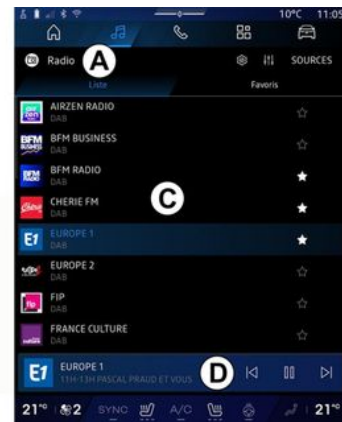 10°C 11:05
Radio A SOURCES
Liste Favoris
AIRZEN RADIO
DAB
BFM BUSINESS
DAB
BFM RADIO
DAB
CHERIE FM
DAB
C
EUROPE 1
DAB
EUROPE 2
DAB
FIP
DAB
FRANCE CULTURE
DAB
E1 EUROPE 1
11H-13H PASCAL PRAUD ET VOUS
D
21°C 2 SYNC A/C 21°C